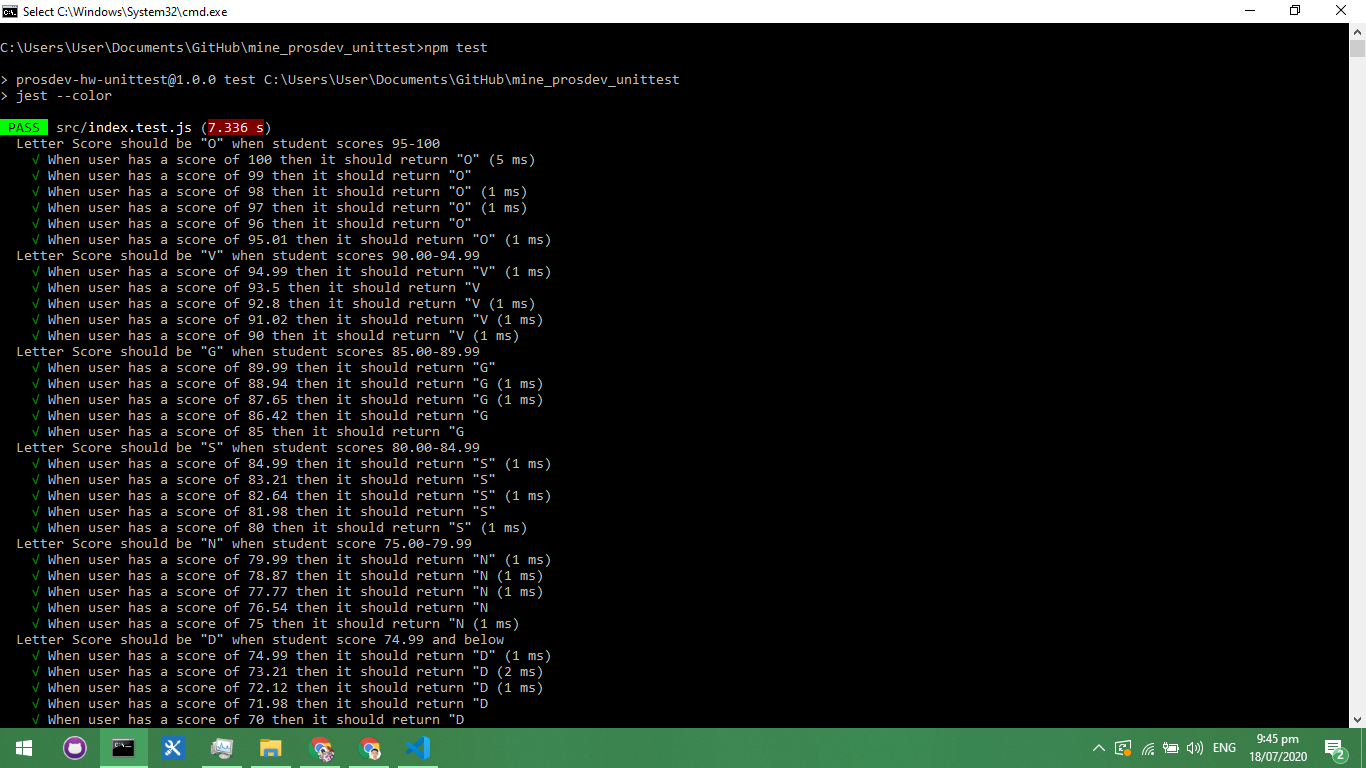 Select C:\Windows\System32\cmd.exe
C:\Users\User\Documents\GitHub\mine_prosdev_unittest>npm test
> prosdev-hw-unittest@1.0.0 test C:\Users\User\Documents\GitHub\mine_prosdev_unittest
> jest --color
PASS src/index.test.js (7.336 s)
Letter Score should be "O" when student scores 95-100
√ When user has a score of 100 then it should return "O" (5 ms)
√ When user has a score of 99 then it should return "O"
√ When user has a score of 98 then it should return "O" (1 ms)
√ When user has a score of 97 then it should return "O" (1 ms)
√ When user has a score of 96 then it should return "O"
√ When user has a score of 95.01 then it should return "O" (1 ms)
Letter Score should be "V" when student scores 90.00-94.99
√ When user has a score of 94.99 then it should return "V" (1 ms)
√ When user has a score of 93.5 then it should return "V
√ When user has a score of 92.8 then it should return "V (1 ms)
√ When user has a score of 91.02 then it should return "V (1 ms)
√ When user has a score of 90 then it should return "V (1 ms)
Letter Score should be "G" when student scores 85.00-89.99
√ When user has a score of 89.99 then it should return "G"
√ When user has a score of 88.94 then it should return "G (1 ms)
√ When user has a score of 87.65 then it should return "G (1 ms)
√ When user has a score of 86.42 then it should return "G
√ When user has a score of 85 then it should return "G
Letter Score should be "S" when student scores 80.00-84.99
√ When user has a score of 84.99 then it should return "S" (1 ms)
√ When user has a score of 83.21 then it should return "S"
√ When user has a score of 82.64 then it should return "S" (1 ms)
√ When user has a score of 81.98 then it should return "S"
√ When user has a score of 80 then it should return "S" (1 ms)
Letter Score should be "N" when student score 75.00-79.99
√ When user has a score of 79.99 then it should return "N" (1 ms)
√ When user has a score of 78.87 then it should return "N (1 ms)
√ When user has a score of 77.77 then it should return "N (1 ms)
√ When user has a score of 76.54 then it should return "N
√ When user has a score of 75 then it should return "N (1 ms)
Letter Score should be "D" when student score 74.99 and below
√ When user has a score of 74.99 then it should return "D" (1 ms)
√ When user has a score of 73.21 then it should return "D (2 ms)
√ When user has a score of 72.12 then it should return "D (1 ms)
√ When user has a score of 71.98 then it should return "D
√ When user has a score of 70 then it should return "D
ENG
9:45 pm
18/07/2020
2